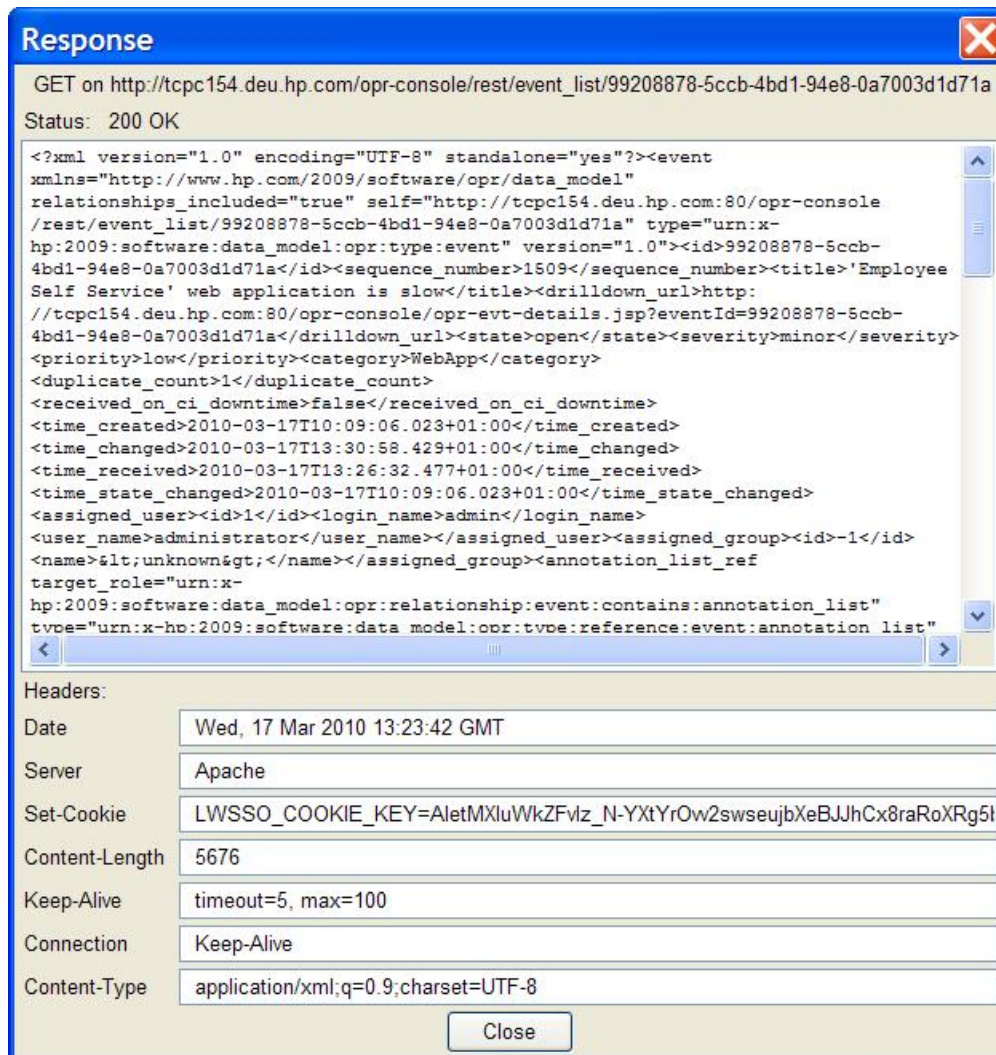 Response
GET on http://tcpc154.deu.hp.com/opr-console/rest/event_list/99208878-5ccb-4bd1-94e8-0a7003d1d71a
Status: 200 OK
<?xml version="1.0" encoding="UTF-8" standalone="yes"?><event
xmlns="http://www.hp.com/2009/software/opr/data_model"
relationships_included="true" self="http://tcpc154.deu.hp.com:80/opr-console
/rest/event_list/99208878-5ccb-4bd1-94e8-0a7003d1d71a" type="urn:x-
hp:2009:software:data_model:opr:type:event" version="1.0"><id>99208878-5ccb-
4bd1-94e8-0a7003d1d71a</id><sequence_number>1509</sequence_number><title>'Employee
Self Service' web application is slow</title><drilldown_url>http:
//tcpc154.deu.hp.com:80/opr-console/opr-evt-details.jsp?eventId=99208878-5ccb-
4bd1-94e8-0a7003d1d71a</drilldown_url><state>open</state><severity>minor</severity>
<priority>low</priority><category>WebApp</category>
<duplicate_count>1</duplicate_count>
<received_on_ci_downtime>false</received_on_ci_downtime>
<time_created>2010-03-17T10:09:06.023+01:00</time_created>
<time_changed>2010-03-17T13:30:58.429+01:00</time_changed>
<time_received>2010-03-17T13:26:32.477+01:00</time_received>
<time_state_changed>2010-03-17T10:09:06.023+01:00</time_state_changed>
<assigned_user><id>1</id><login_name>admin</login_name>
<user_name>administrator</user_name></assigned_user><assigned_group><id>-1</id>
<name>&lt;unknown&gt;</name></assigned_group><annotation_list_ref
target_role="urn:x-
hp:2009:software:data_model:opr:relationship:event:contains:annotation_list"
type="urn:x-hp:2009:software:data_model:opr:type:reference:event:annotation_list"
Headers:
Date Wed, 17 Mar 2010 13:23:42 GMT
Server Apache
Set-Cookie LWSSO_COOKIE_KEY=AletMXluWkZFvlz_N-YXtYrOw2swseujbXeBJJhCx8raRoXRg5
Content-Length 5676
Keep-Alive timeout=5, max=100
Connection Keep-Alive
Content-Type application/xml;q=0.9;charset=UTF-8
Close